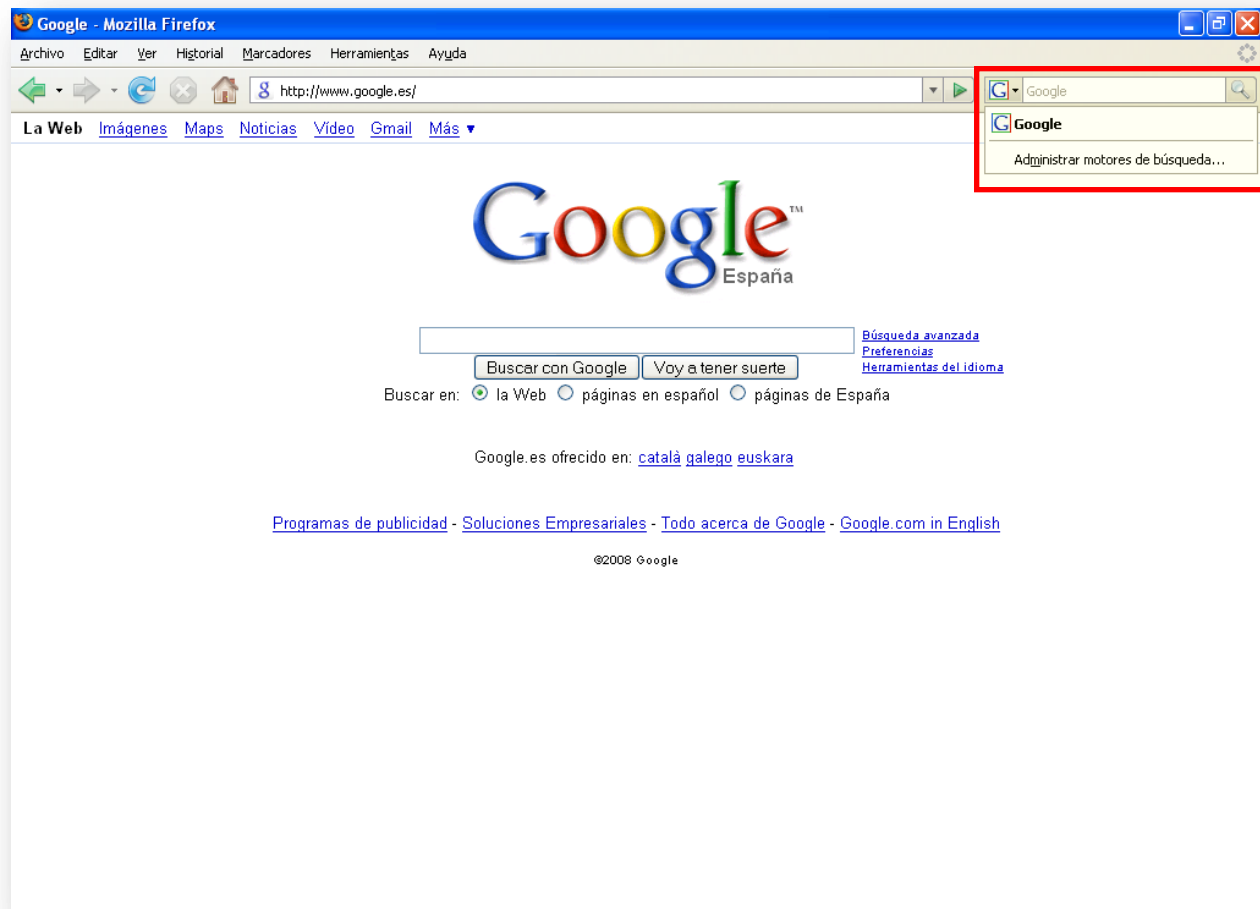 Google - Mozilla Firefox
Archivo Editar Ver Historial Marcadores Herramientas Ayuda
http://www.google.es/ Google
La Web Imágenes Maps Noticias Vídeo Gmail Más ▼
Google
Administrar motores de búsqueda...
Google™
España
Búsqueda avanzada
Preferencias
Buscar con Google Voy a tener suerte Herramientas del idioma
Buscar en: la Web páginas en español páginas de España
Google.es ofrecido en: català galego euskara
Programas de publicidad - Soluciones Empresariales - Todo acerca de Google - Google.com in English
©2008 Google